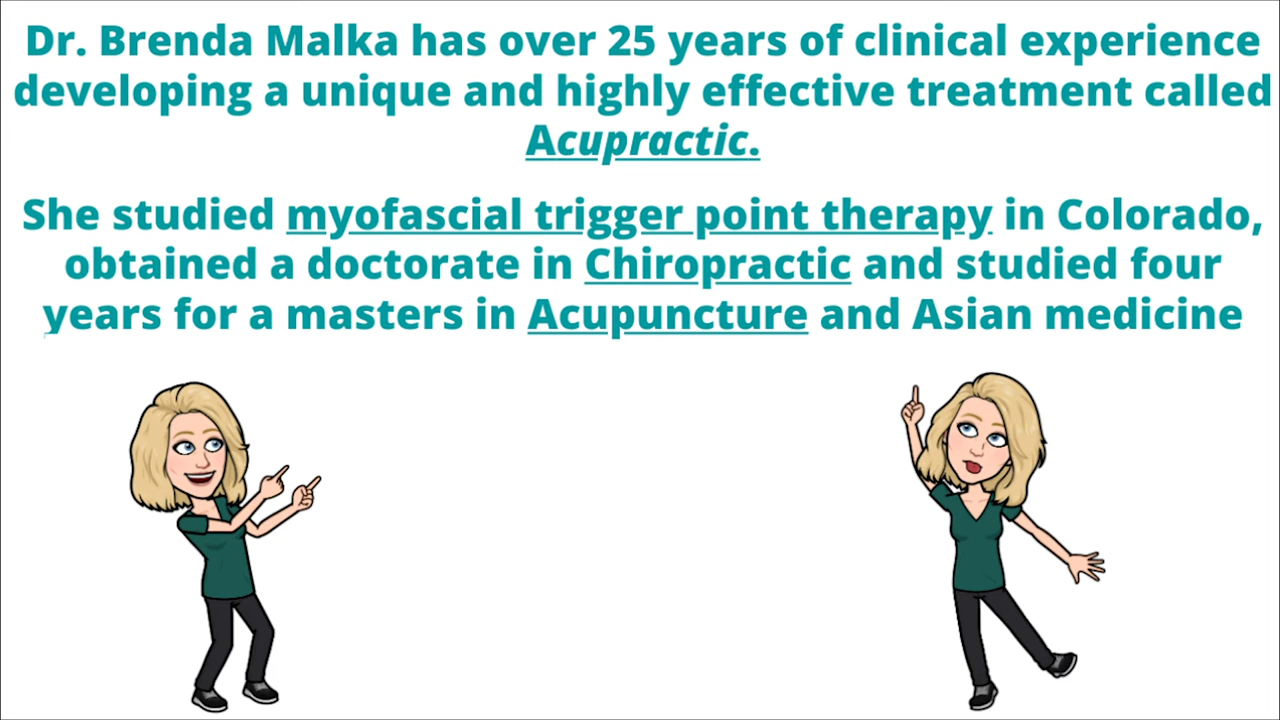 Dr. Brenda Malka has over 25 years of clinical experience
developing a unique and highly effective treatment called
Acupractic.
She studied myofascial trigger point therapy in Colorado,
obtained a doctorate in Chiropractic and studied four
years for a masters in Acupuncture and Asian medicine